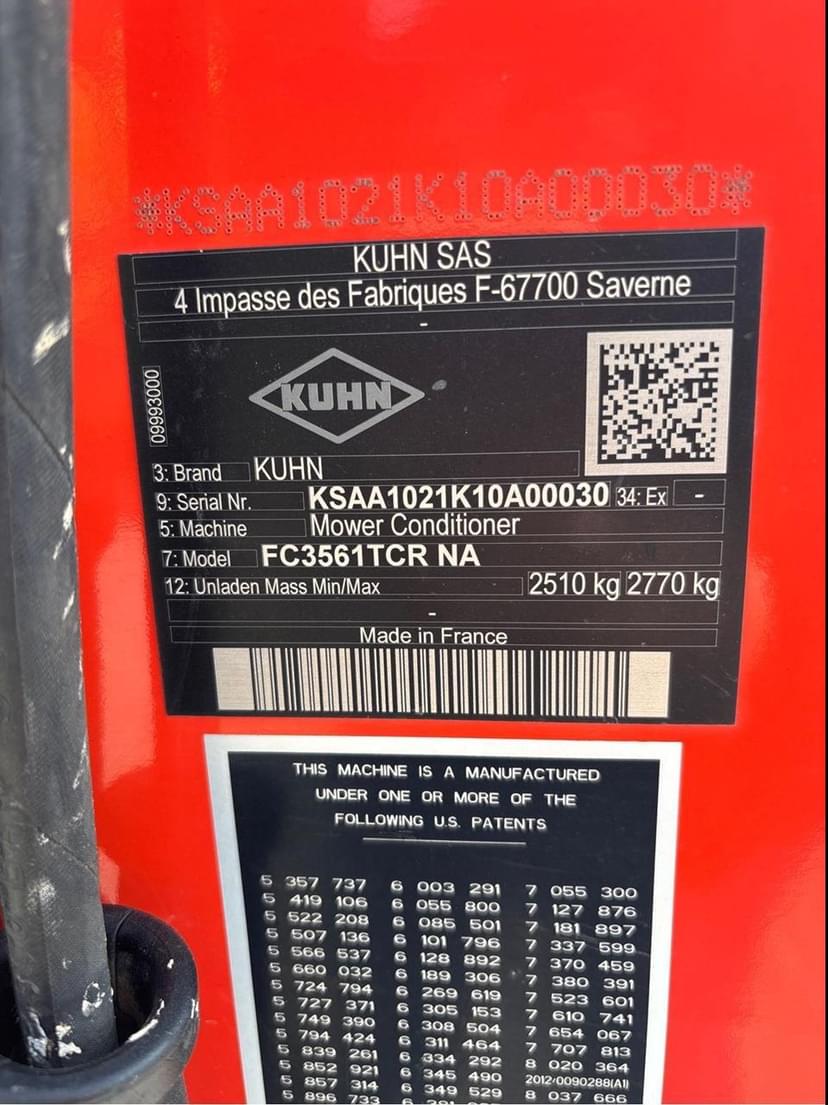 *KSAA1021K10A00030*
KUHN SAS
4 Impasse des Fabriques F-67700 Saverne
-
09993000
KUHN
3: Brand KUHN
9: Serial Nr. KSAA1021K10A00030 34: Ex -
5: Machine Mower Conditioner
7: Model FC3561TCR NA
12: Unladen Mass Min/Max 2510 kg 2770 kg
-
Made in France
THIS MACHINE IS A MANUFACTURED
UNDER ONE OR MORE OF THE
FOLLOWING U.S. PATENTS
5 357 737 6 003 291 7 055 300
5 419 106 6 055 800 7 127 876
5 522 208 6 085 501 7 181 897
5 507 136 6 101 796 7 337 599
5 566 537 6 128 892 7 370 459
5 660 032 6 189 306 7 380 391
5 724 794 6 269 619 7 523 601
5 727 371 6 305 153 7 610 741
5 749 390 6 308 504 7 654 067
5 794 424 6 311 464 7 707 813
5 839 261 6 334 292 8 020 364
5 852 921 6 345 490 2012/0090288(A1)
5 857 314 6 349 529 8 037 666
5 896 733 6